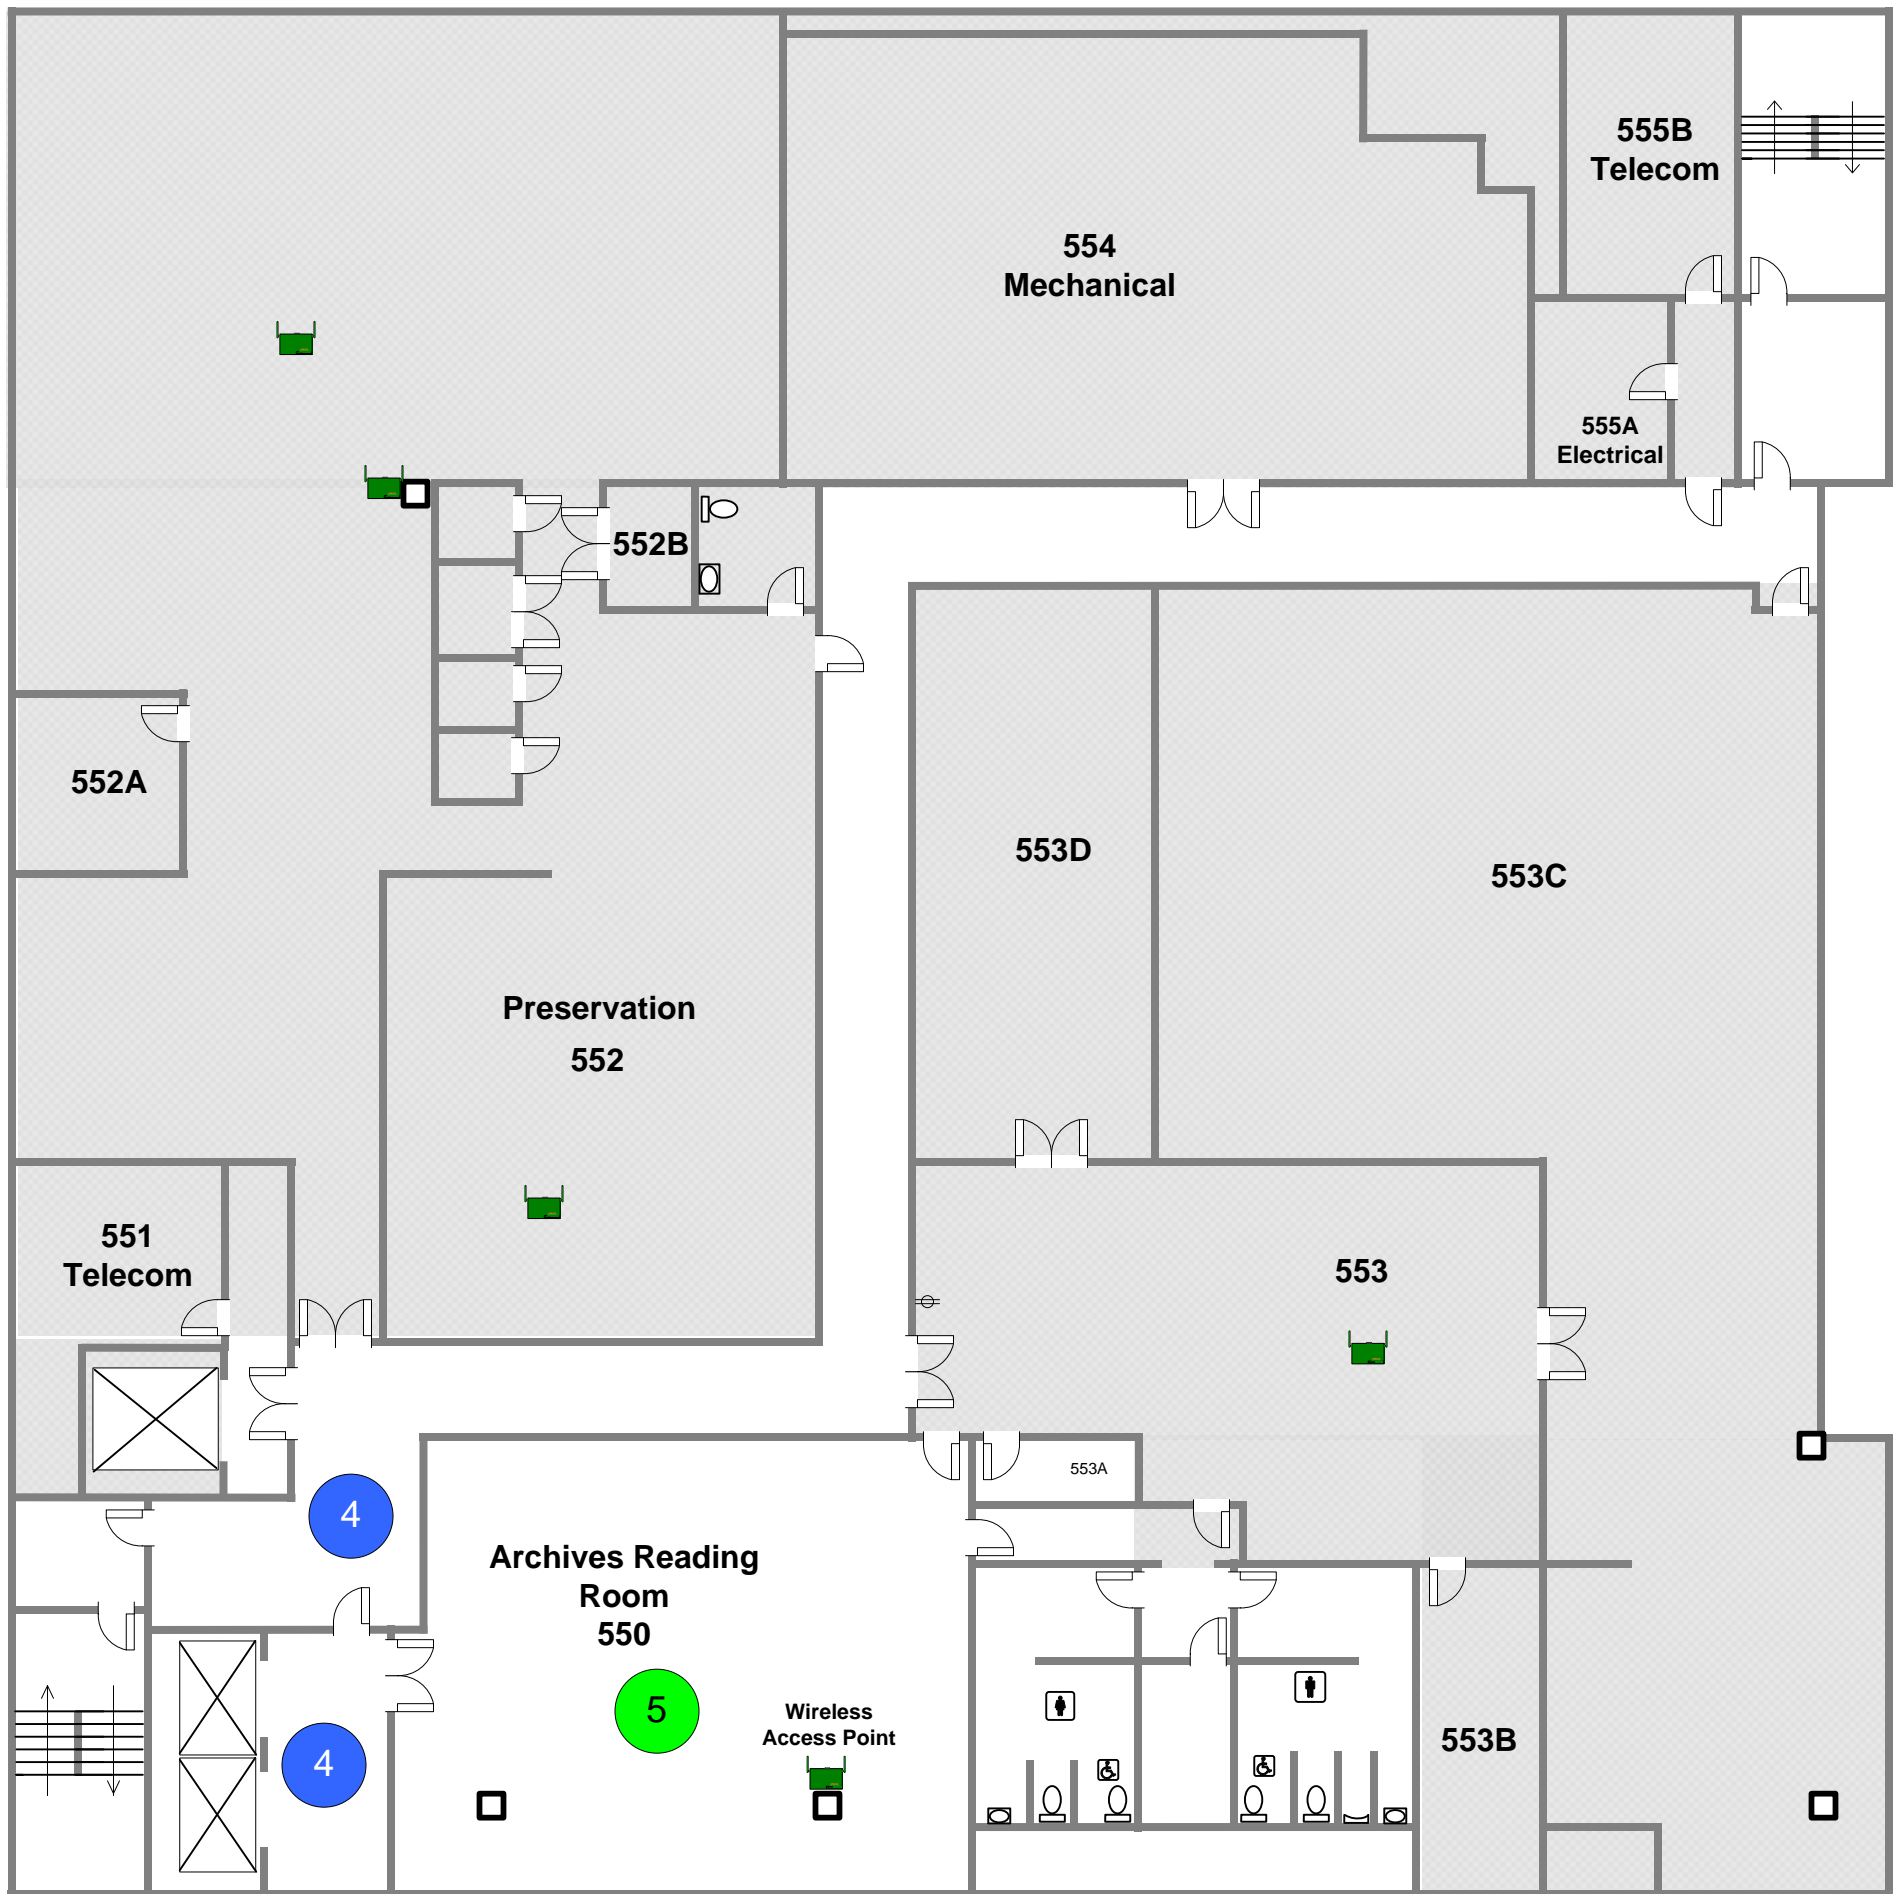 555B
Telecom
554
Mechanical
555A
Electrical
552B
552A
553D
553C
Preservation
552
551
Telecom
553
553A
4
Archives Reading
Room
550
5
Wireless
Access Point
4
553B